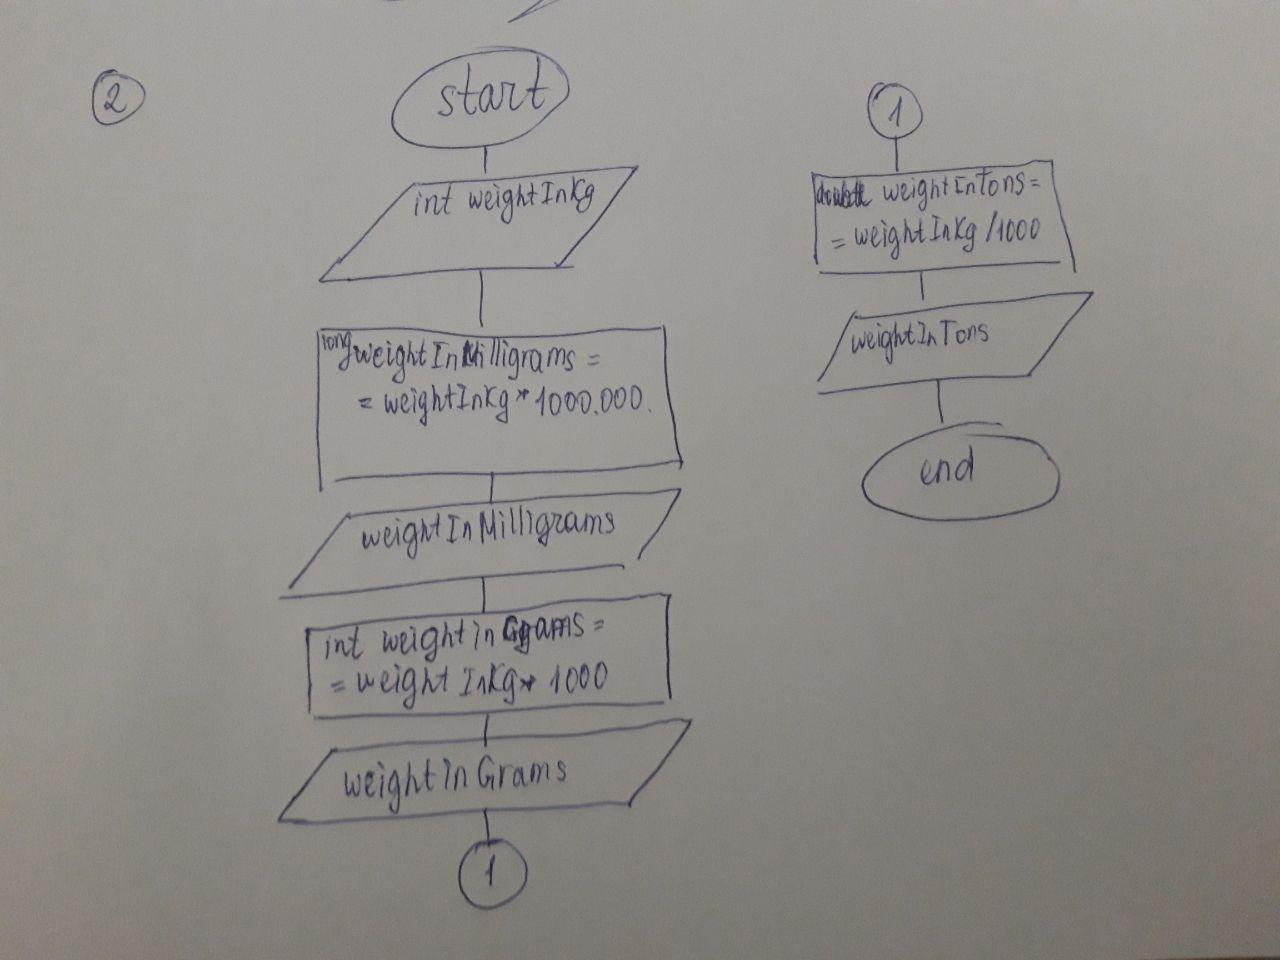 2
start
int weightInKg
long weightInMilligrams =
= weightInKg * 1000.000.
weightInMilligrams
int weightinGrams =
= weightInKg * 1000
weightinGrams
1
1
double weightInTons =
= weightInKg /1000
weightInTons
end